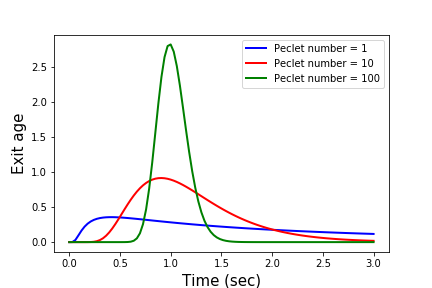 Peclet number = 1
Peclet number = 10
Peclet number = 100
Exit age
2.5
2.0
1.5
1.0
0.5
0.0
0.0 0.5 1.0 1.5 2.0 2.5 3.0
Time (sec)